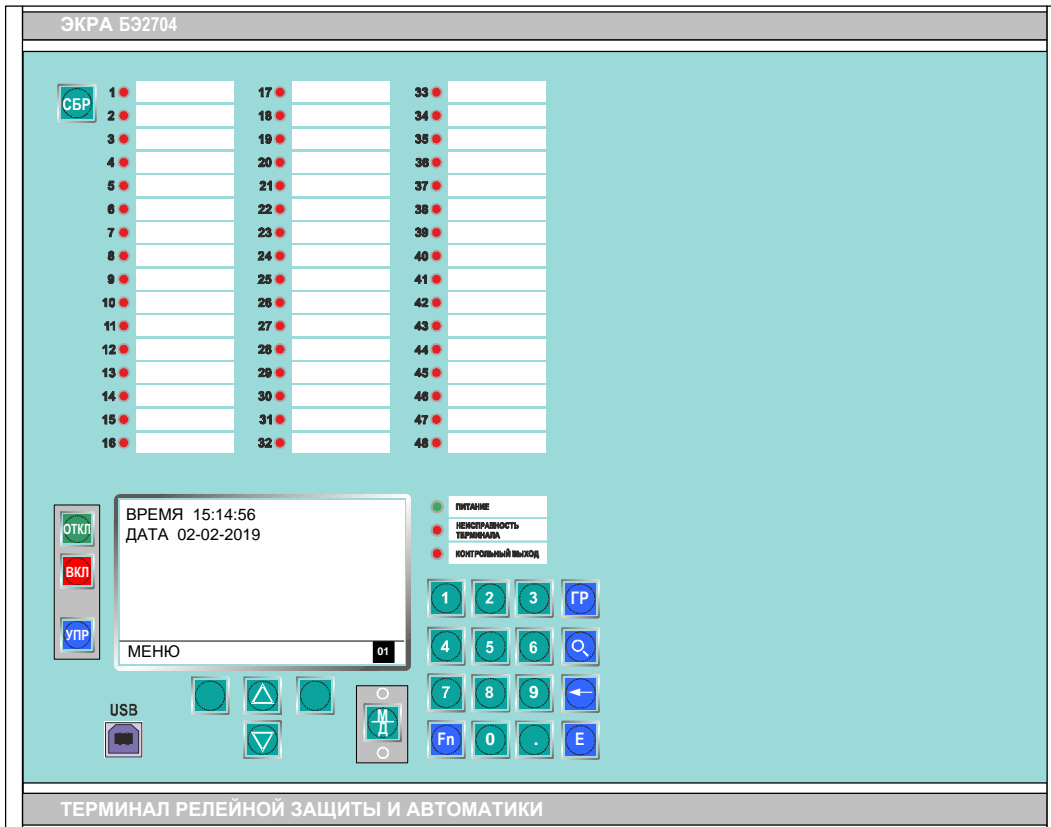 ЭКРА БЭ2704
СБР
1 17 33
2 18 34
3 19 35
4 20 36
5 21 37
6 22 38
7 23 39
8 24 40
9 25 41
10 26 42
11 27 43
12 28 44
13 29 45
14 30 46
15 31 47
16 32 48
ОТКЛ
ВКЛ
УПР
ВРЕМЯ 15:14:56
ДАТА 02-02-2019
МЕНЮ 01
ПИТАНИЕ
НЕИСПРАВНОСТЬ
ТЕРМИНАЛА
КОНТРОЛЬНЫЙ ВЫХОД
1 2 3 ГР
4 5 6
7 8 9
Fn 0 . E
USB
М
Д
ТЕРМИНАЛ РЕЛЕЙНОЙ ЗАЩИТЫ И АВТОМАТИКИ